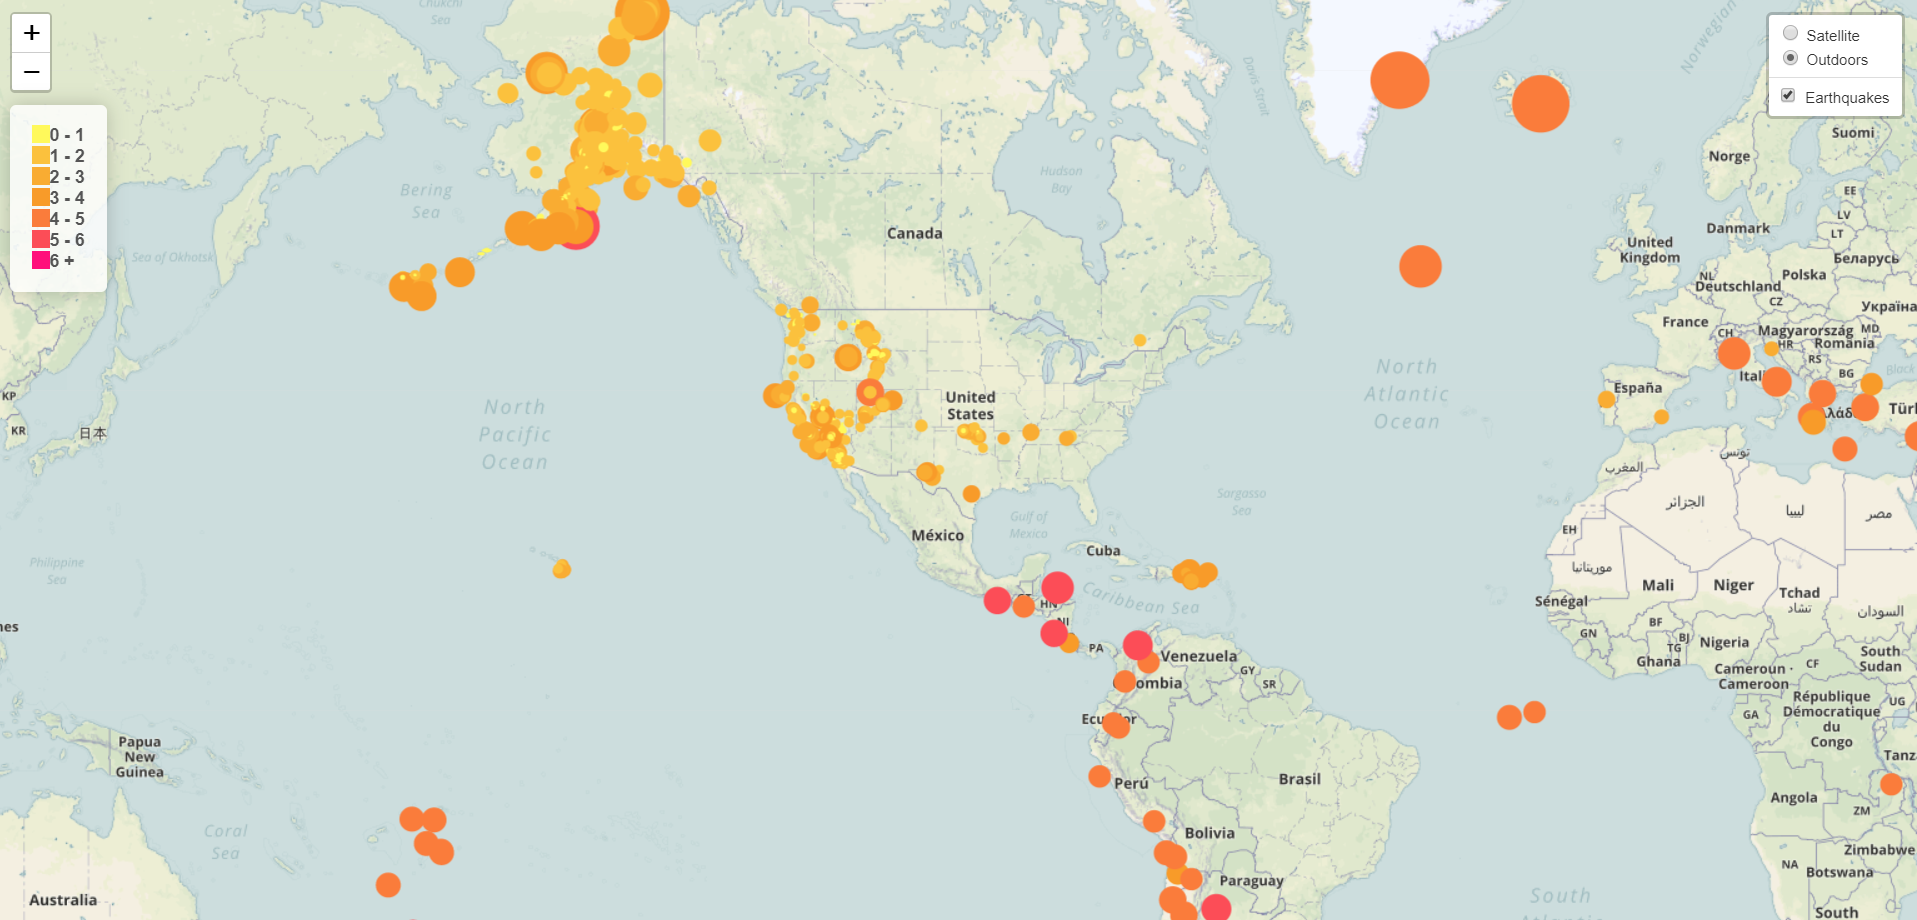 +
−
0 - 1
1 - 2
2 - 3
3 - 4
4 - 5
5 - 6
6 +
Satellite
Outdoors
Earthquakes
Chukchi
Sea
Bering
Sea
Sea of Okhotsk
Davis Strait
Norwegian
Hudson
Bay
Canada
Suomi
Norge
EE
LV
LT
Danmark
United
Kingdom
Беларусь
NL
Deutschland
Polska
CZ
Україна
France
CH
Magyarország
MD
HR
Romània
RS
Itali
BG
Black
España
λάδ
Türk
KP
KR
日本
North
Pacific
Ocean
United
States
North
Atlantic
Ocean
Sargasso
Sea
Gulf of
Mexico
México
Cuba
Caribbean Sea
HN
NI
PA
Philippine
Sea
nes
المغرب
تونس
الجزائر
ليبيا
مصر
EH
موريتانيا
Mali
Niger
Tchad
تشاد
السودان
Sénégal
GN
BF
BJ
TG
Ghana
Nigeria
Cameroun ·
Cameroon
CF
South
Sudan
Venezuela
GY
SR
ombia
Ecu
or
Perú
Brasil
Bolivia
Paraguay
GA
République
Démocratique
du
Congo
UG
Tanza
Angola
ZM
Zimbabwe
NA
Botswana
South
South
Atlantic
Papua
New
Guinea
Coral
Sea
Australia